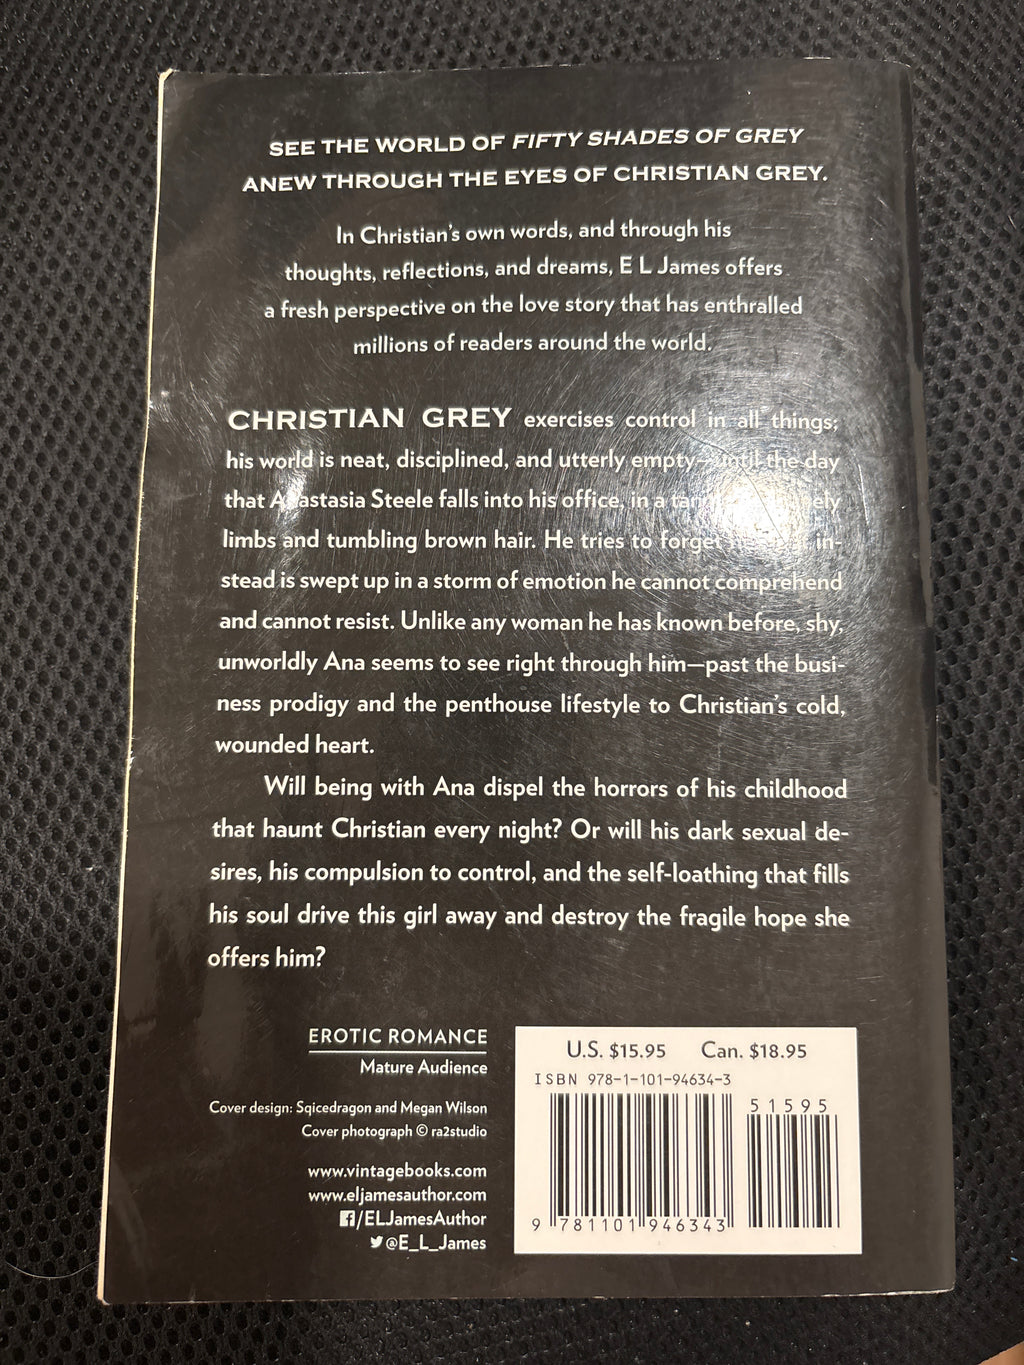 SEE THE WORLD OF FIFTY SHADES OF GREY
ANEW THROUGH THE EYES OF CHRISTIAN GREY.
In Christian's own words, and through his
thoughts, reflections, and dreams, E L James offers
a fresh perspective on the love story that has enthralled
millions of readers around the world.
CHRISTIAN GREY exercises control in all things;
his world is neat, disciplined, and utterly empty—until the day
that Anastasia Steele falls into his office, in a
limbs and tumbling brown hair. He tries to forget in-
stead is swept up in a storm of emotion he cannot comprehend
and cannot resist. Unlike any woman he has known before, shy,
unworldly Ana seems to see right through him—past the busi-
ness prodigy and the penthouse lifestyle to Christian's cold,
wounded heart.
Will being with Ana dispel the horrors of his childhood
that haunt Christian every night? Or will his dark sexual de-
sires, his compulsion to control, and the self-loathing that fills
his soul drive this girl away and destroy the fragile hope she
offers him?
EROTIC ROMANCE
Mature Audience
Cover design: Sqicedragon and Megan Wilson
Cover photograph © ra2studio
www.vintagebooks.com
www.eljamesauthor.com
/ELJamesAuthor
@E_L_James
U.S. $15.95 Can. $18.95
ISBN 978-1-101-94634-3
51595
9 781101 946343